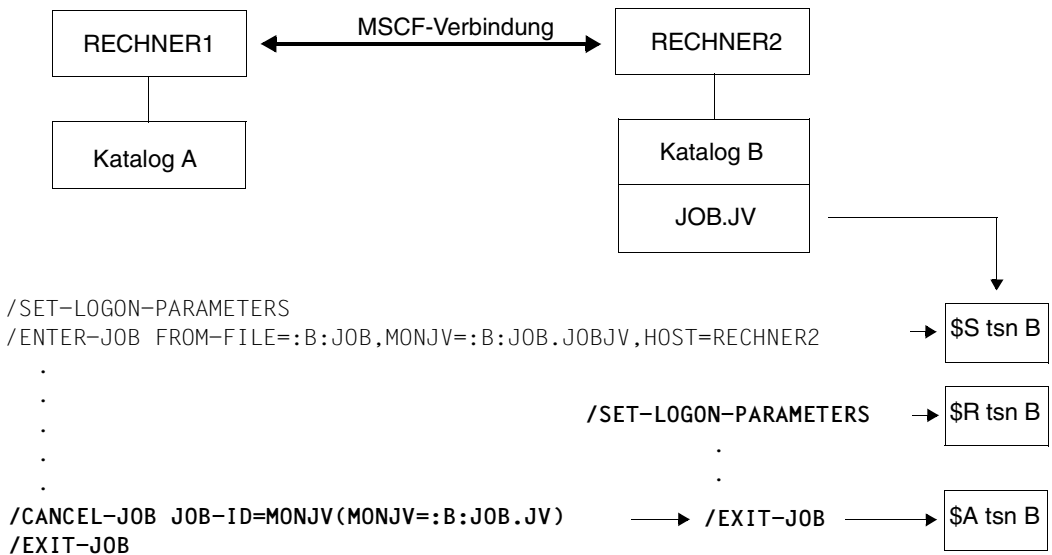 MSCF-Verbindung
RECHNER1
RECHNER2
Katalog A
Katalog B
JOB.JV
/SET-LOGON-PARAMETERS
/ENTER-JOB FROM-FILE=:B:JOB,MONJV=:B:JOB.JOBJV,HOST=RECHNER2
$S tsn B
.
.
.
.
.
/SET-LOGON-PARAMETERS
$R tsn B
.
.
/CANCEL-JOB JOB-ID=MONJV(MONJV=:B:JOB.JV)
/EXIT-JOB
$A tsn B
/EXIT-JOB